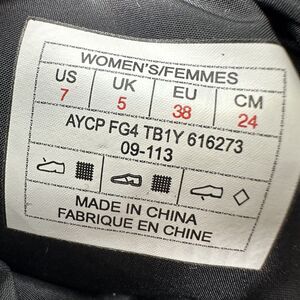 WOMEN'S/FEMMES
US UK EU CM
7 5 38 24
AYCP FG4 TB1Y 616273
09-113
MADE IN CHINA
FABRIQUE EN CHINE